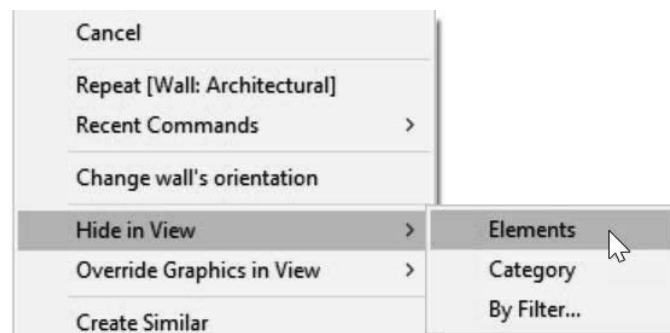 Cancel
Repeat [Wall: Architectural]
Recent Commands
Change wall's orientation
Hide in View
Elements
Override Graphics in View
Category
By Filter...
Create Similar